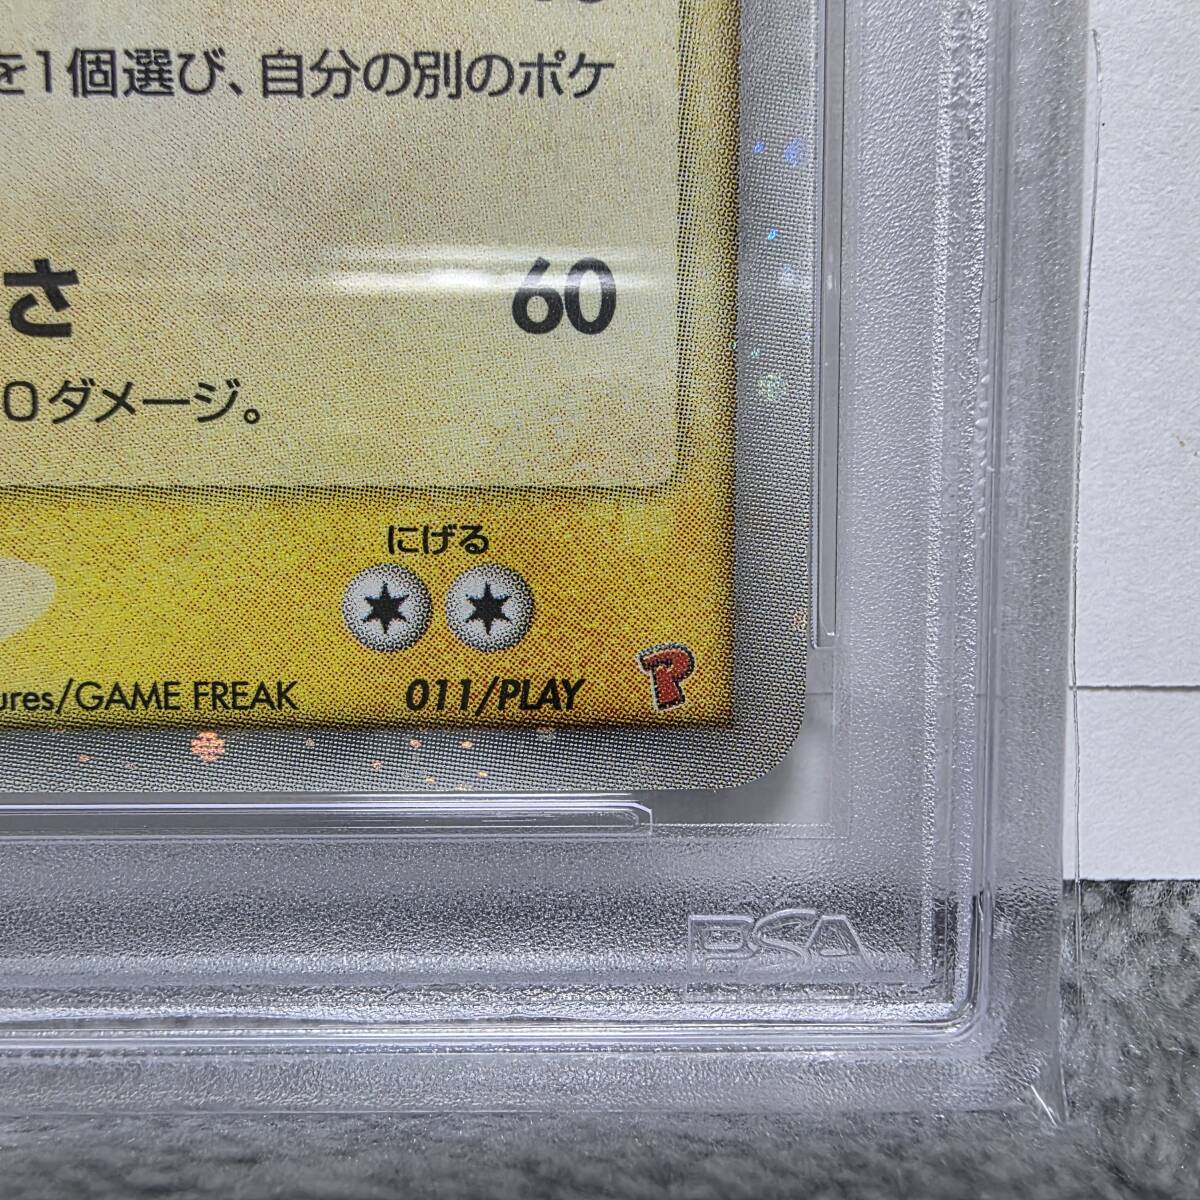 を1個選び、自分の別のポケ
さ 60
0ダメージ。
にげる
ures/GAME FREAK 011/PLAY
P
PSA